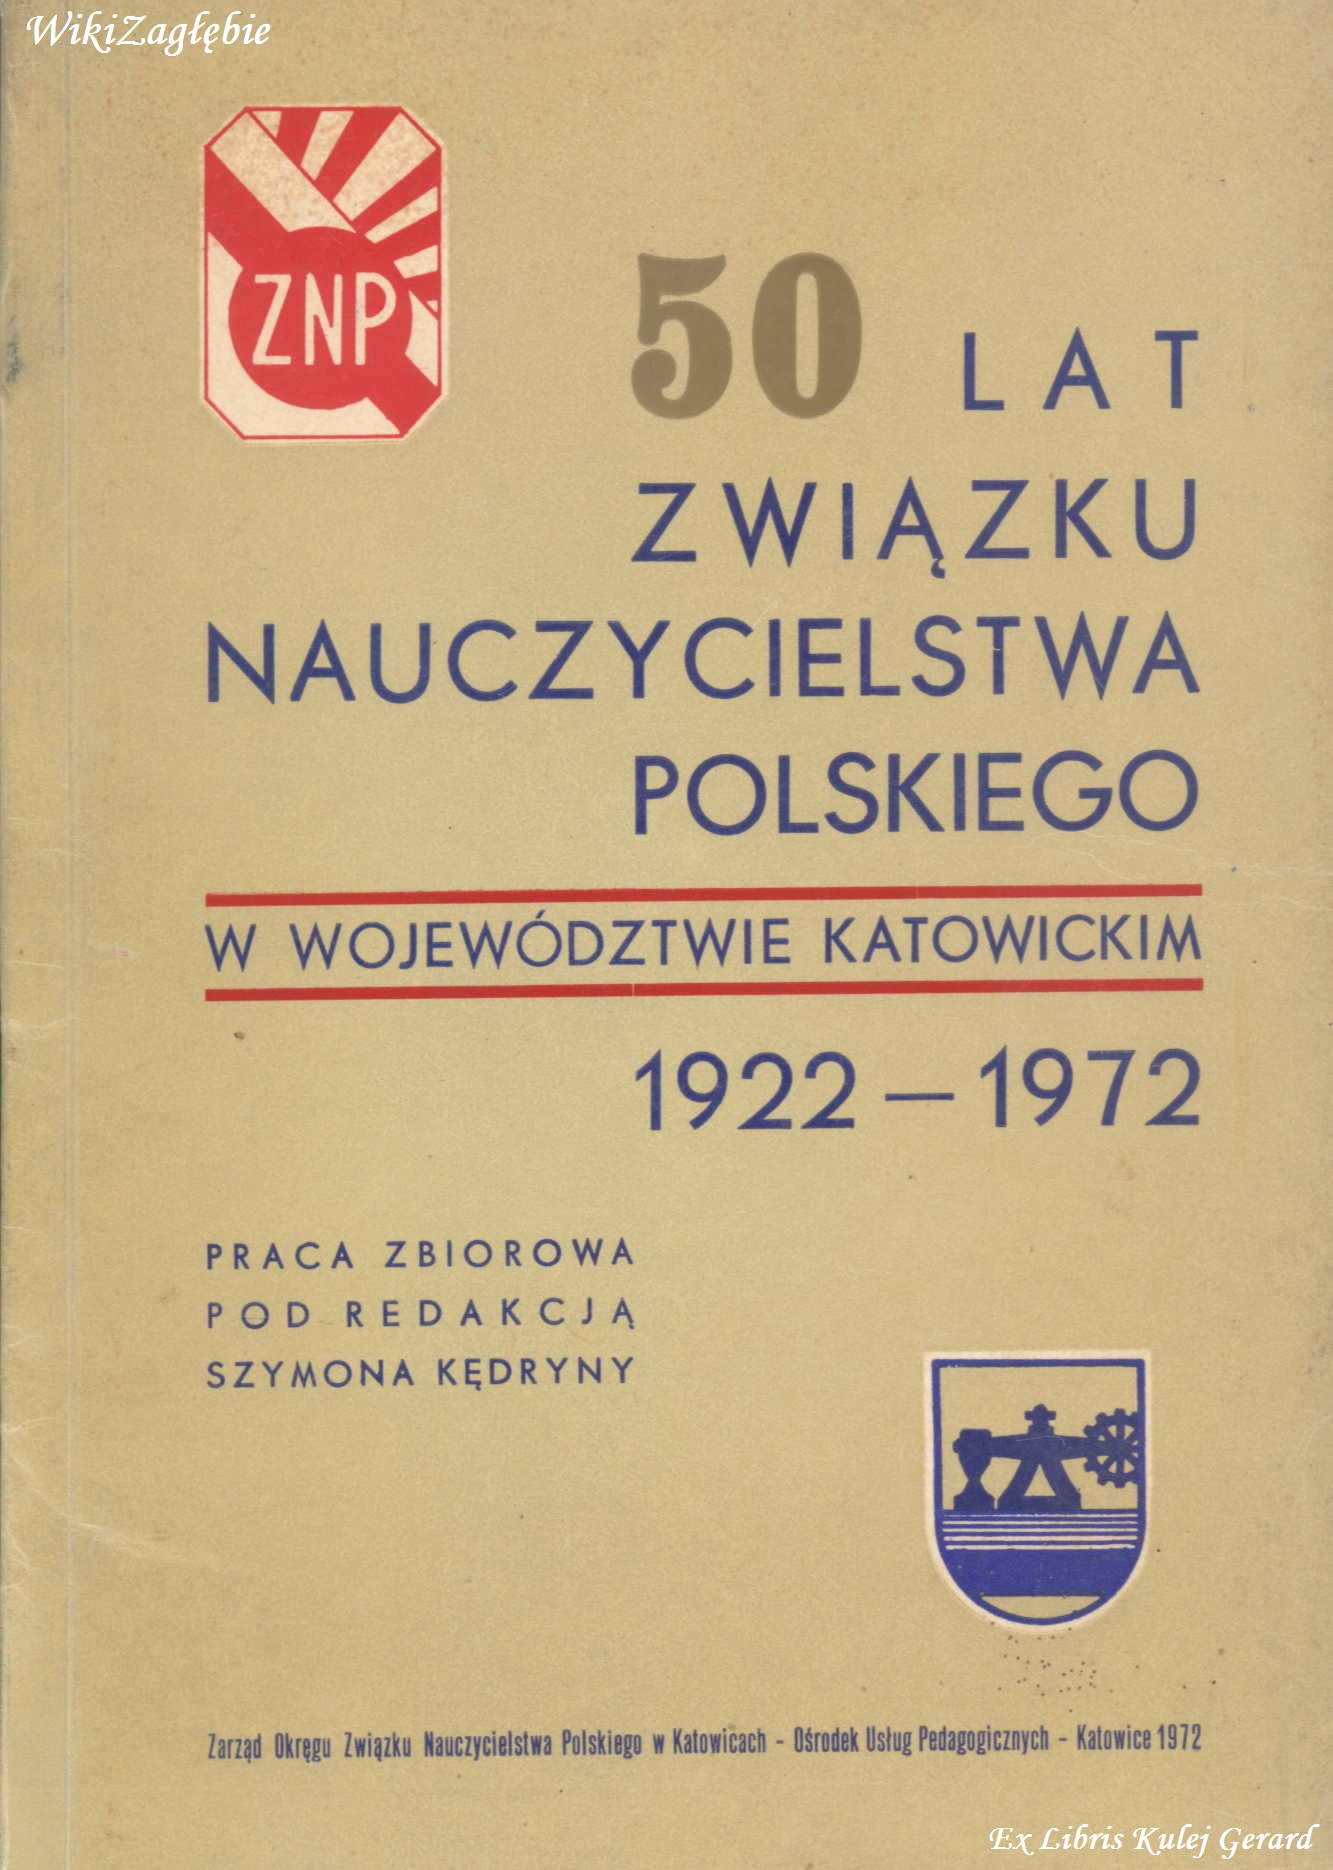 WikiZagłębie
ZNP
50 LAT
ZWIĄZKU
NAUCZYCIELSTWA
POLSKIEGO
W WOJEWÓDZTWIE KATOWICKIM
1922 – 1972
PRACA ZBIOROWA
POD REDAKCJĄ
SZYMONA KĘDRYNY
Zarząd Okręgu Związku Nauczycielstwa Polskiego w Katowicach - Ośrodek Usług Pedagogicznych - Katowice 1972
Ex Libris Kulej Gerard